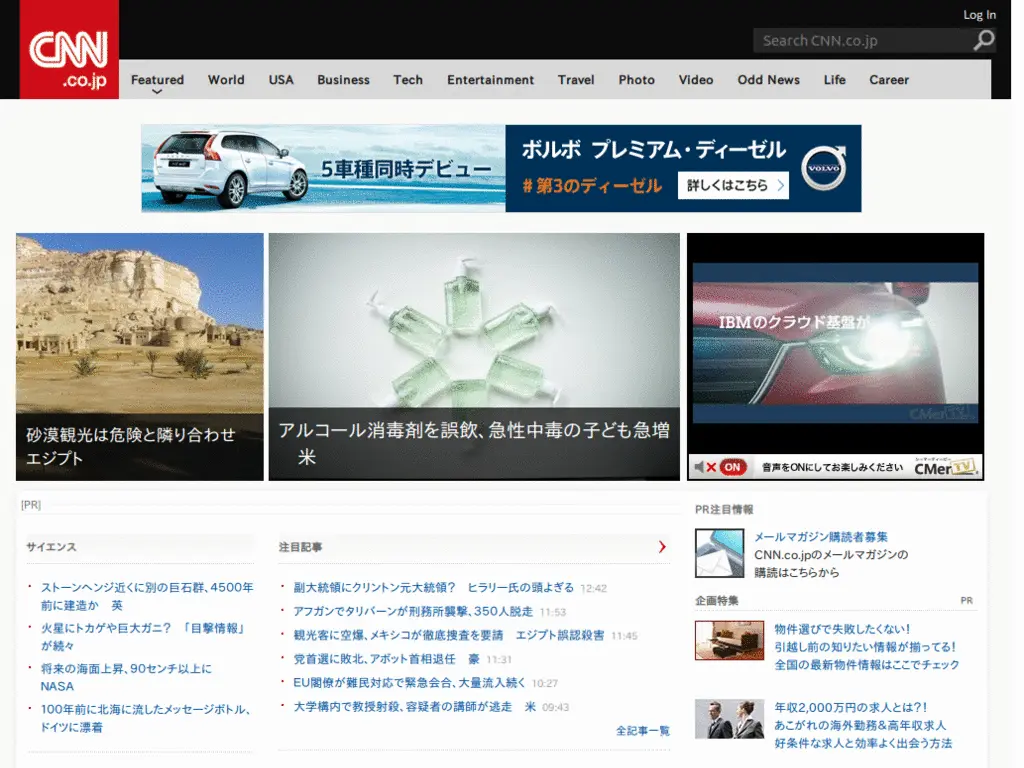 CNN
.co.jp
Log In
Search CNN.co.jp
Featured World USA Business Tech Entertainment Travel Photo Video Odd News Life Career
5車種同時デビュー
ボルボ プレミアム・ディーゼル
#第3のディーゼル
詳しくはこちら
VOLVO
砂漠観光は危険と隣り合わせ
エジプト
アルコール消毒剤を誤飲、急性中毒の子ども急増
米
IBMのクラウド基盤が
CMerTV
ON 音声をONにしてお楽しみください
CMerTV
[PR]
サイエンス
・ストーンヘンジ近くに別の巨石群、4500年
前に建造か 英
・火星にトカゲや巨大ガニ? 「目撃情報」
が続々
・将来の海面上昇、90センチ以上に
NASA
・100年前に北海に流したメッセージボトル、
ドイツに漂着
注目記事
・副大統領にクリントン元大統領? ヒラリー氏の頭よぎる 12:42
・アフガンでタリバーンが刑務所襲撃、350人脱走 11:53
・観光客に空爆、メキシコが徹底捜査を要請 エジプト誤認殺害 11:45
・党首選に敗北、アボット首相退任 豪 11:31
・EU閣僚が難民対応で緊急会合、大量流入続く 10:27
・大学構内で教授射殺、容疑者の講師が逃走 米 09:43
全記事一覧
PR注目情報
メールマガジン購読者募集
CNN.co.jpのメールマガジンの
購読はこちらから
企画特集 PR
物件選びで失敗したくない!
引越し前の知りたい情報が揃ってる!
全国の最新物件情報はここでチェック
年収2,000万円の求人とは?!
あこがれの海外勤務&高年収求人
好条件な求人と効率よく出会う方法